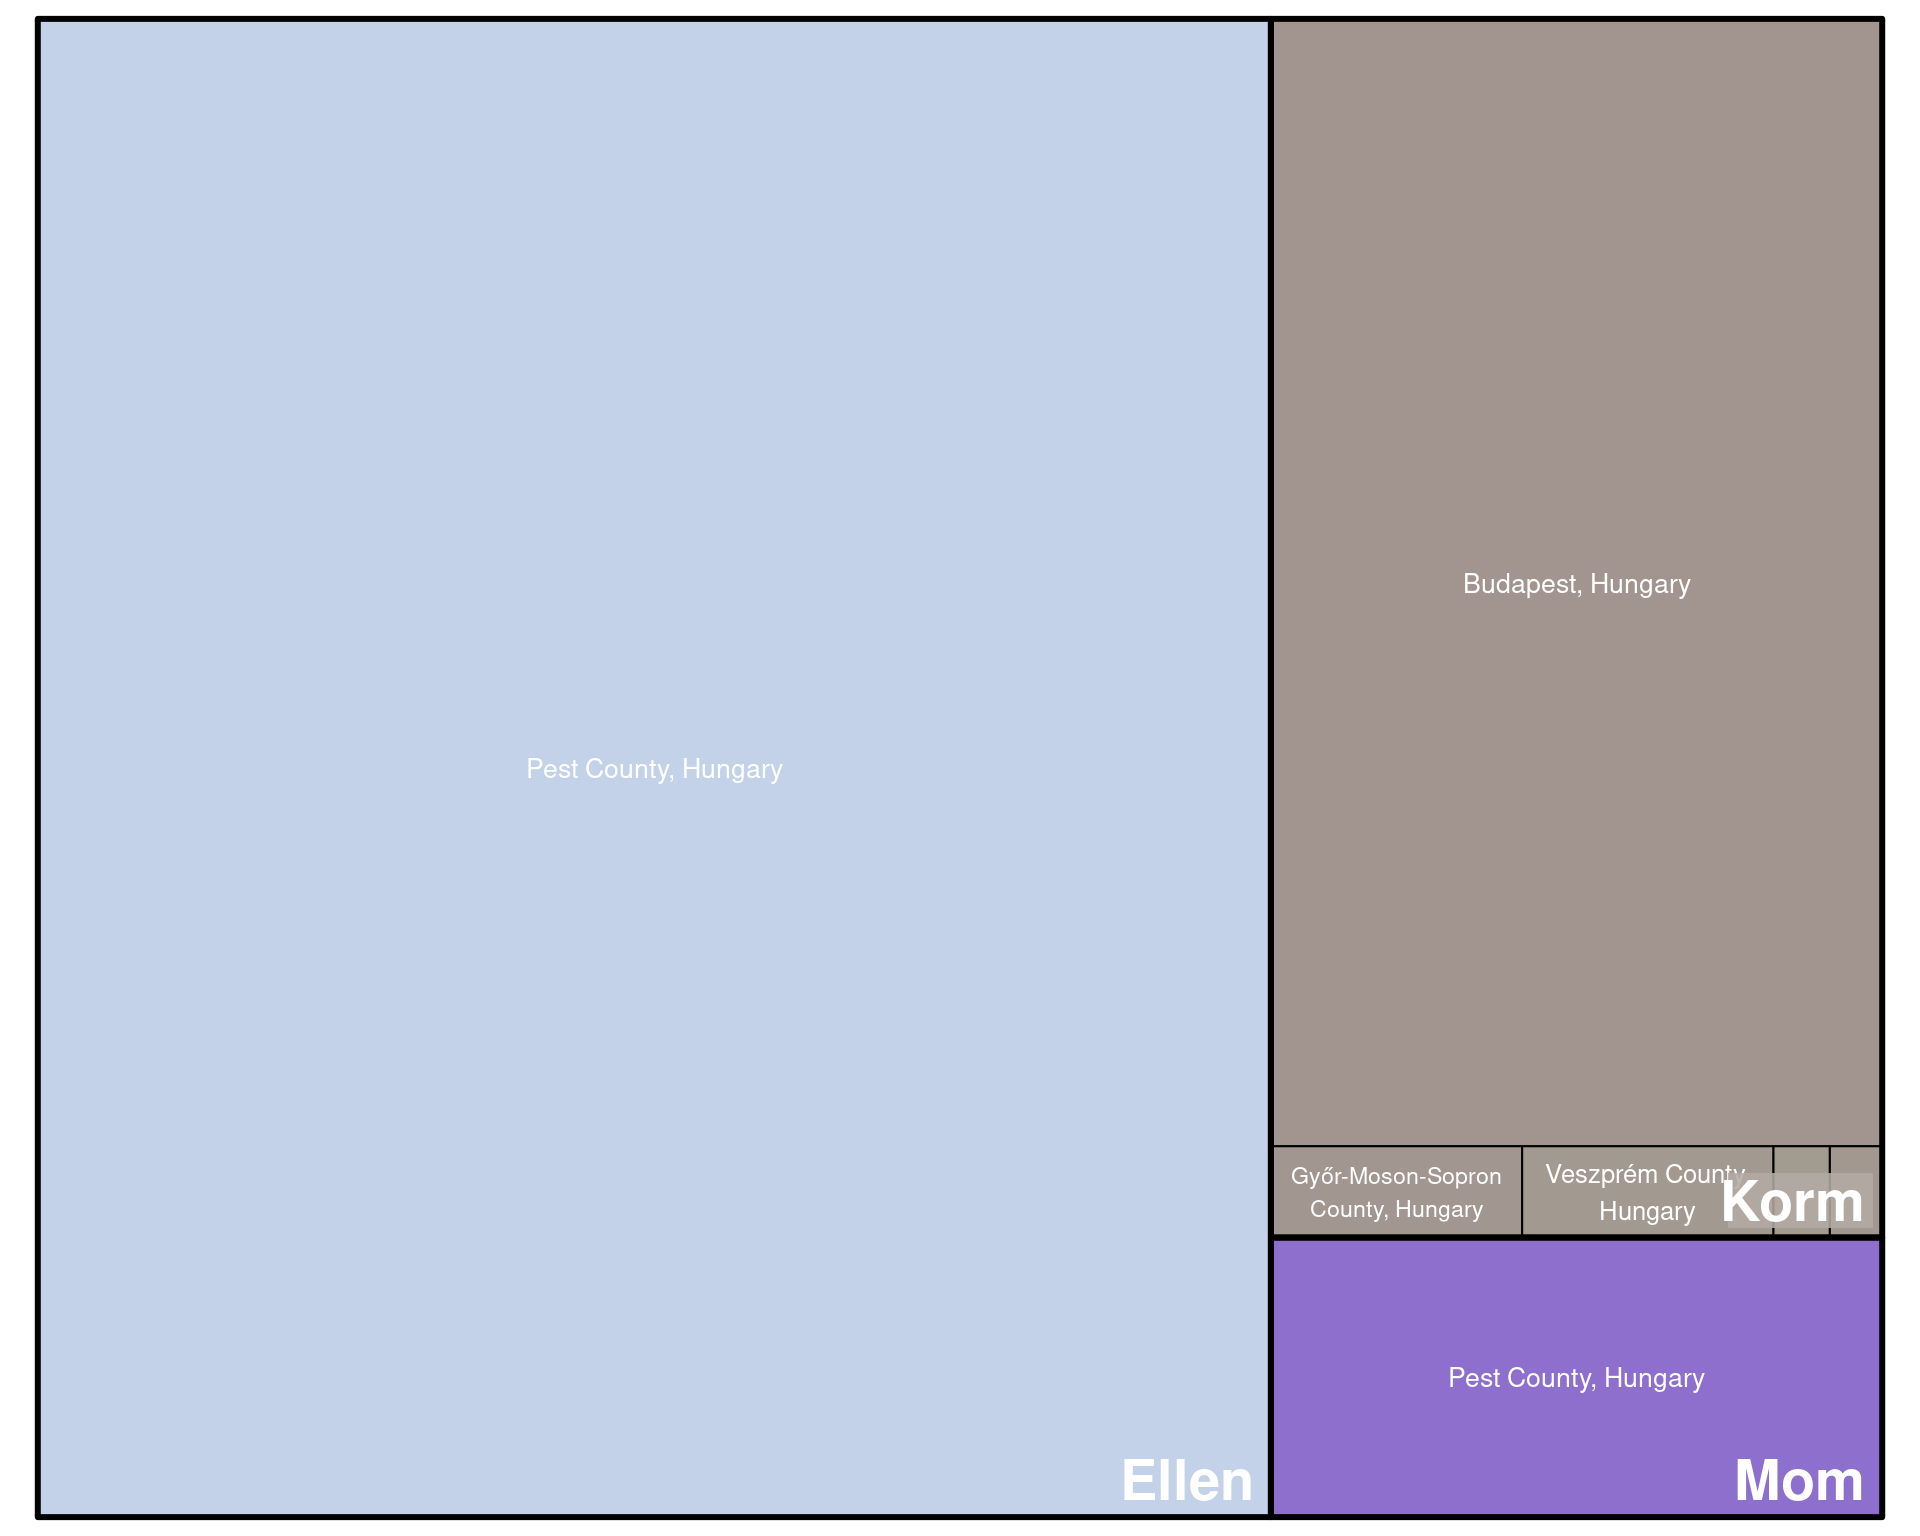 Pest County, Hungary
Ellen
Budapest, Hungary
Győr-Moson-Sopron
County, Hungary
Veszprém County
Hungary
Korm
Pest County, Hungary
Mom